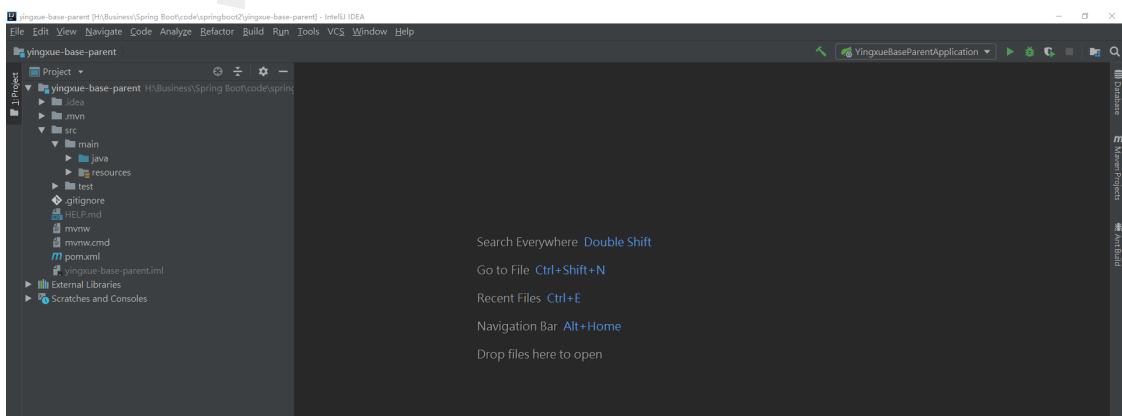 yingxue-base-parent [H:\Business\Spring Boot\code\springboot2\yingxue-base-parent] - IntelliJ IDEA
File Edit View Navigate Code Analyze Refactor Build Run Tools VCS Window Help
yingxue-base-parent
YingxueBaseParentApplication
1: Project
Project
yingxue-base-parent H:\Business\Spring Boot\code\spring
.idea
.mvn
src
main
java
resources
test
.gitignore
HELP.md
mvnw
mvnw.cmd
pom.xml
yingxue-base-parent.iml
External Libraries
Scratches and Consoles
Search Everywhere Double Shift
Go to File Ctrl+Shift+N
Recent Files Ctrl+E
Navigation Bar Alt+Home
Drop files here to open
Database
Maven Projects
Ant Build